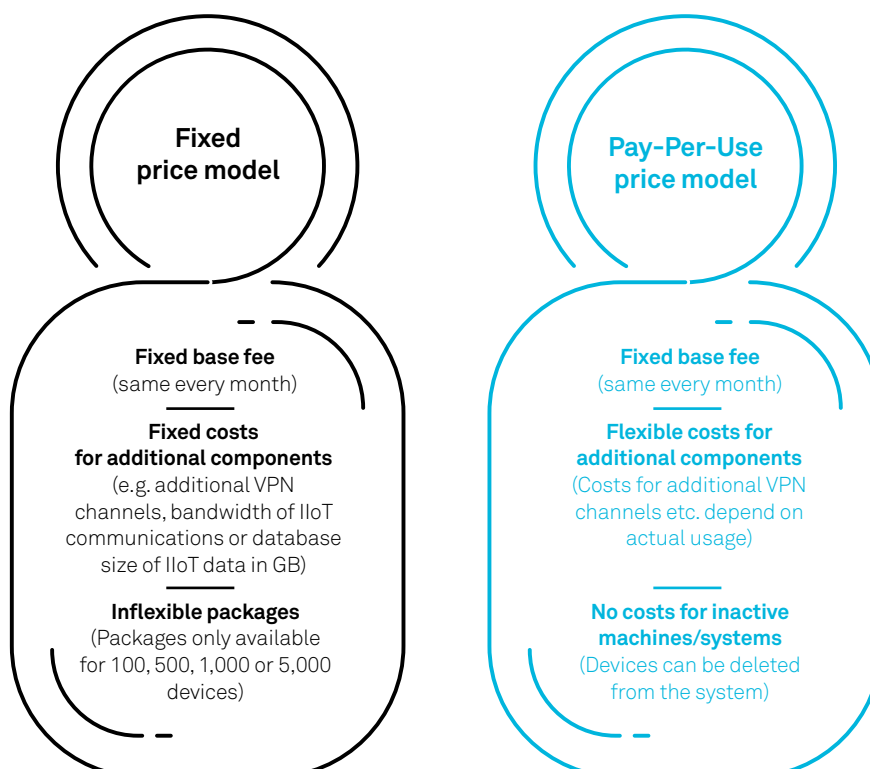 Fixed
price model
Fixed base fee
(same every month)
Fixed costs
for additional components
(e.g. additional VPN
channels, bandwidth of IIoT
communications or database
size of IIoT data in GB)
Inflexible packages
(Packages only available
for 100, 500, 1,000 or 5,000
devices)
Pay-Per-Use
price model
Fixed base fee
(same every month)
Flexible costs for
additional components
(Costs for additional VPN
channels etc. depend on
actual usage)
No costs for inactive
machines/systems
(Devices can be deleted
from the system)